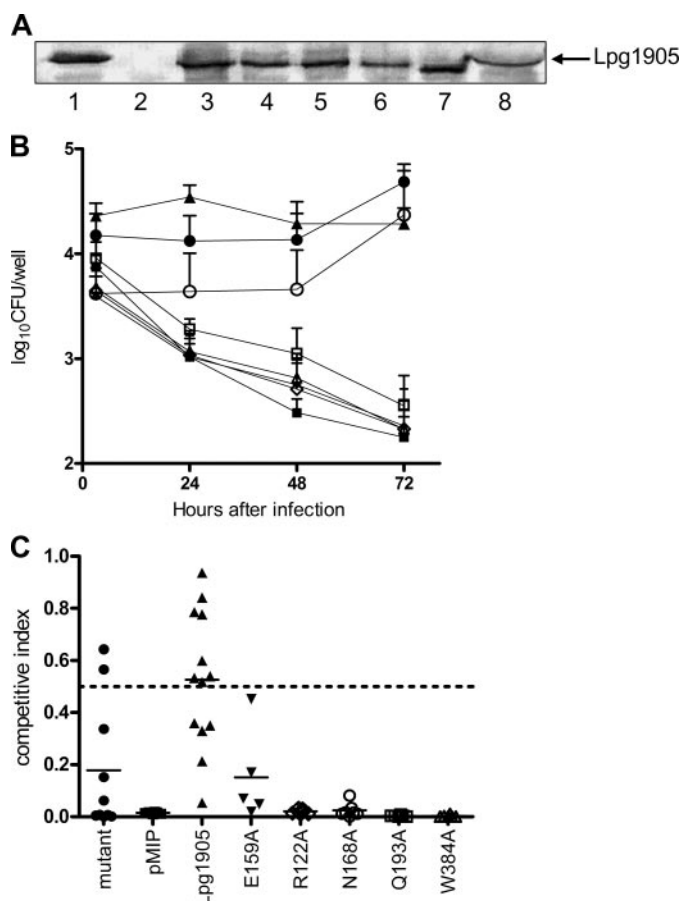 A
Lpg1905
1 2 3 4 5 6 7 8
B
5
4
3
2
log10CFU/well
0 24 48 72
Hours after infection
C
1.0
0.8
0.6
0.4
0.2
0.0
competitive index
mutant
pMIP
-pg1905
E159A
R122A
N168A
Q193A
W384A